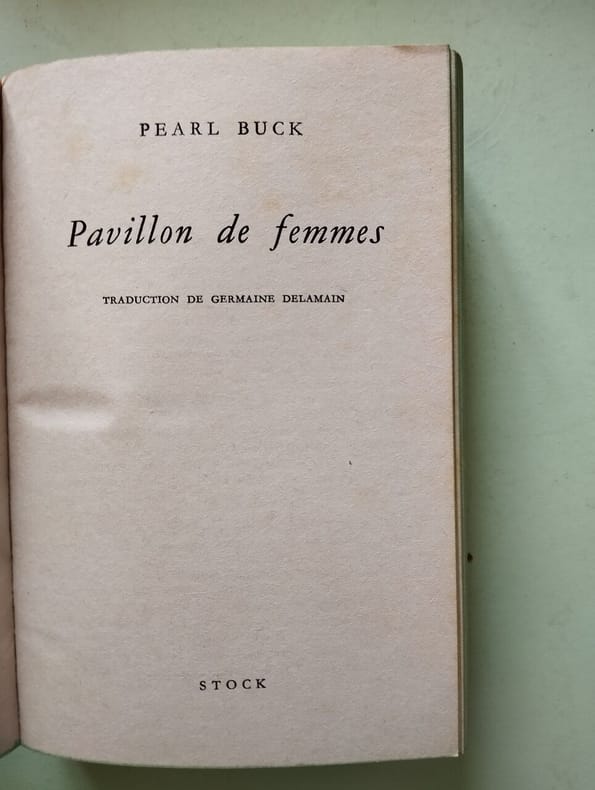 PEARL BUCK
Pavillon de femmes
TRADUCTION DE GERMAINE DELAMAIN
STOCK